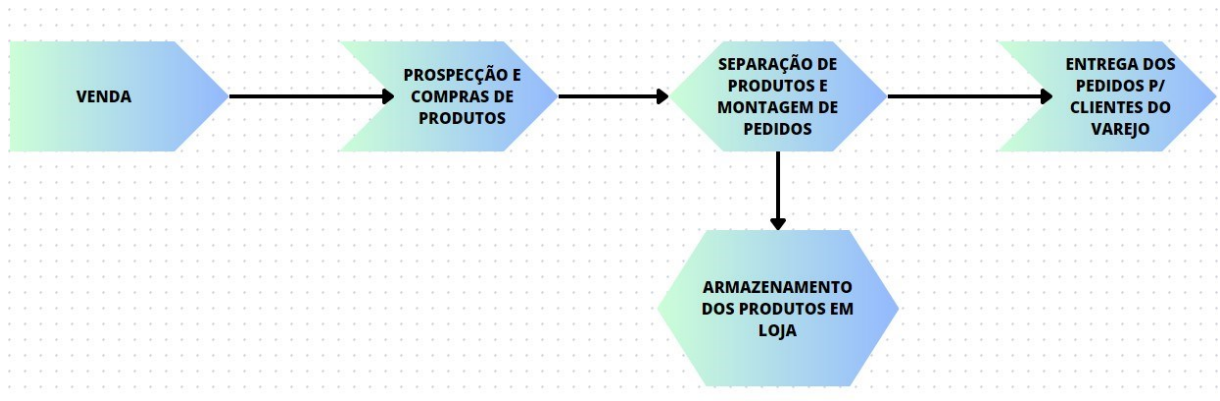 VENDA
PROSPECÇÃO E
COMPRAS DE
PRODUTOS
SEPARAÇÃO DE
PRODUTOS E
MONTAGEM DE
PEDIDOS
ENTREGA DOS
PEDIDOS P/
CLIENTES DO
VAREJO
ARMAZENAMENTO
DOS PRODUTOS EM
LOJA